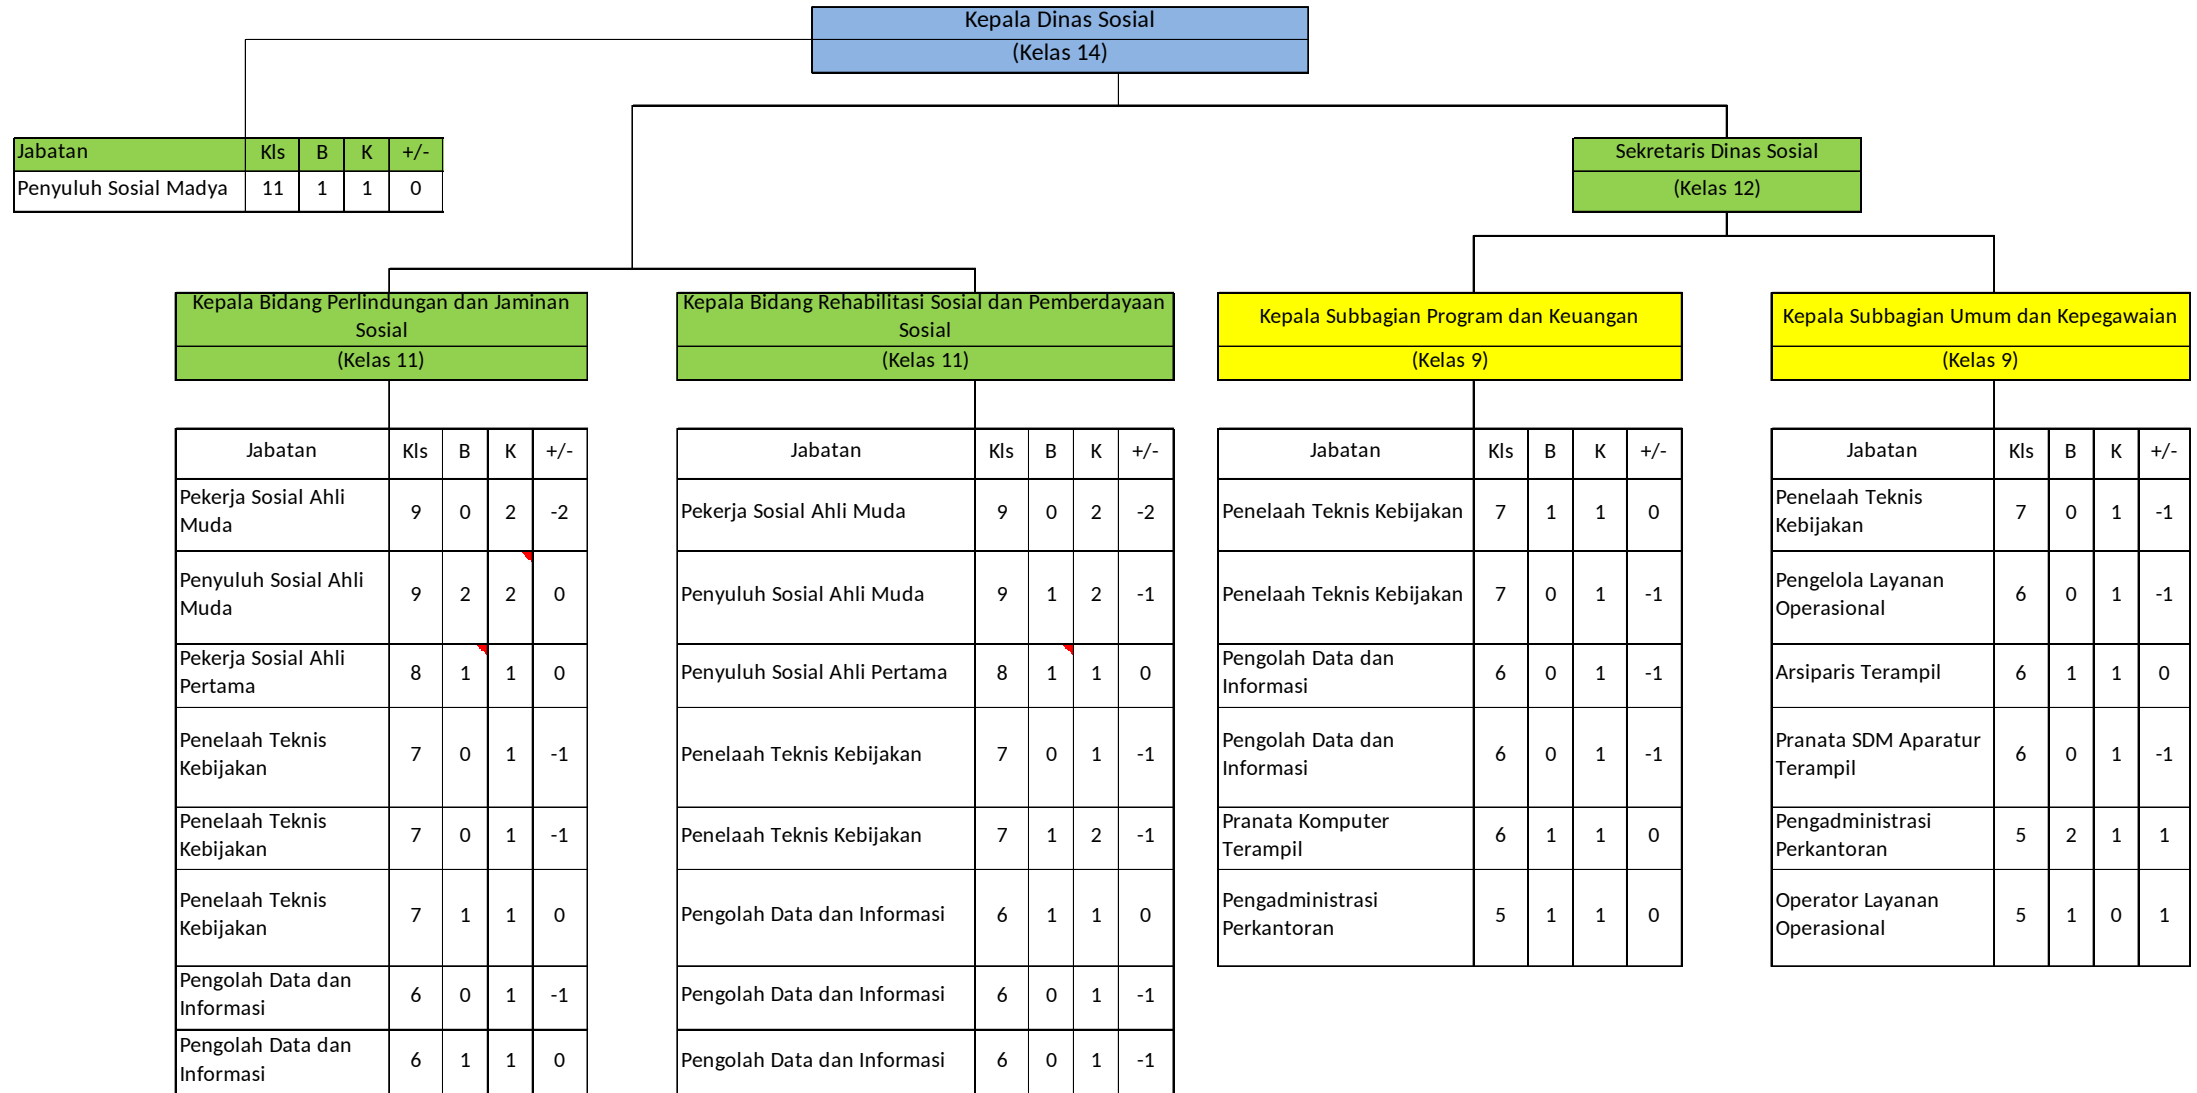 Kepala Dinas Sosial
(Kelas 14)
Jabatan Kls B K +/-
Penyuluh Sosial Madya 11 1 1 0
Sekretaris Dinas Sosial
(Kelas 12)
Kepala Bidang Perlindungan dan Jaminan
Sosial
(Kelas 11)
Jabatan Kls B K +/-
Pekerja Sosial Ahli
Muda 9 0 2 -2
Penyuluh Sosial Ahli
Muda 9 2 2 0
Pekerja Sosial Ahli
Pertama 8 1 1 0
Penelaah Teknis
Kebijakan 7 0 1 -1
Penelaah Teknis
Kebijakan 7 0 1 -1
Penelaah Teknis
Kebijakan 7 1 1 0
Pengolah Data dan
Informasi 6 0 1 -1
Pengolah Data dan
Informasi 6 1 1 0
Kepala Bidang Rehabilitasi Sosial dan Pemberdayaan
Sosial
(Kelas 11)
Jabatan Kls B K +/-
Pekerja Sosial Ahli Muda 9 0 2 -2
Penyuluh Sosial Ahli Muda 9 1 2 -1
Penyuluh Sosial Ahli Pertama 8 1 1 0
Penelaah Teknis Kebijakan 7 0 1 -1
Penelaah Teknis Kebijakan 7 1 2 -1
Pengolah Data dan Informasi 6 1 1 0
Pengolah Data dan Informasi 6 0 1 -1
Pengolah Data dan Informasi 6 0 1 -1
Kepala Subbagian Program dan Keuangan
(Kelas 9)
Jabatan Kls B K +/-
Penelaah Teknis Kebijakan 7 1 1 0
Penelaah Teknis Kebijakan 7 0 1 -1
Pengolah Data dan
Informasi 6 0 1 -1
Pengolah Data dan
Informasi 6 0 1 -1
Pranata Komputer
Terampil 6 1 1 0
Pengadministrasi
Perkantoran 5 1 1 0
Kepala Subbagian Umum dan Kepegawaian
(Kelas 9)
Jabatan Kls B K +/-
Penelaah Teknis
Kebijakan 7 0 1 -1
Pengelola Layanan
Operasional 6 0 1 -1
Arsiparis Terampil 6 1 1 0
Pranata SDM Aparatur
Terampil 6 0 1 -1
Pengadministrasi
Perkantoran 5 2 1 1
Operator Layanan
Operasional 5 1 0 1